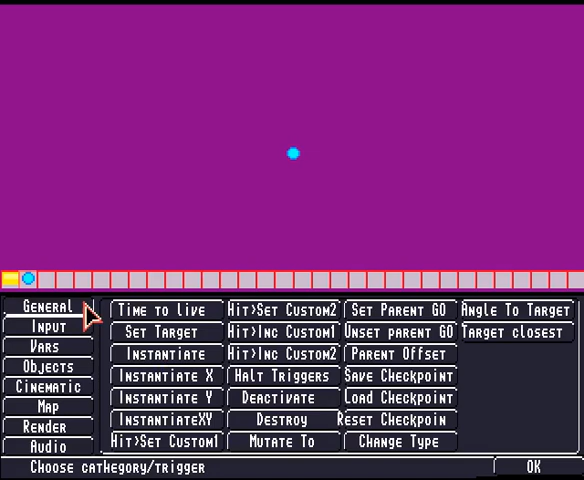 General
Input
Vars
Objects
Cinematic
Map
Render
Audio
Time to live
Set Target
Instantiate
Instantiate X
Instantiate Y
InstantiateXY
Hit>Set Custom1
Hit>Set Custom2
Hit>Inc Custom1
Hit>Inc Custom2
Halt Triggers
Deactivate
Destroy
Mutate To
Set Parent GO
Unset parent GO
Parent Offset
Save Checkpoint
Load Checkpoint
Reset Checkpoin
Change Type
Angle To Target
Target closest
Choose cathegory/trigger
OK